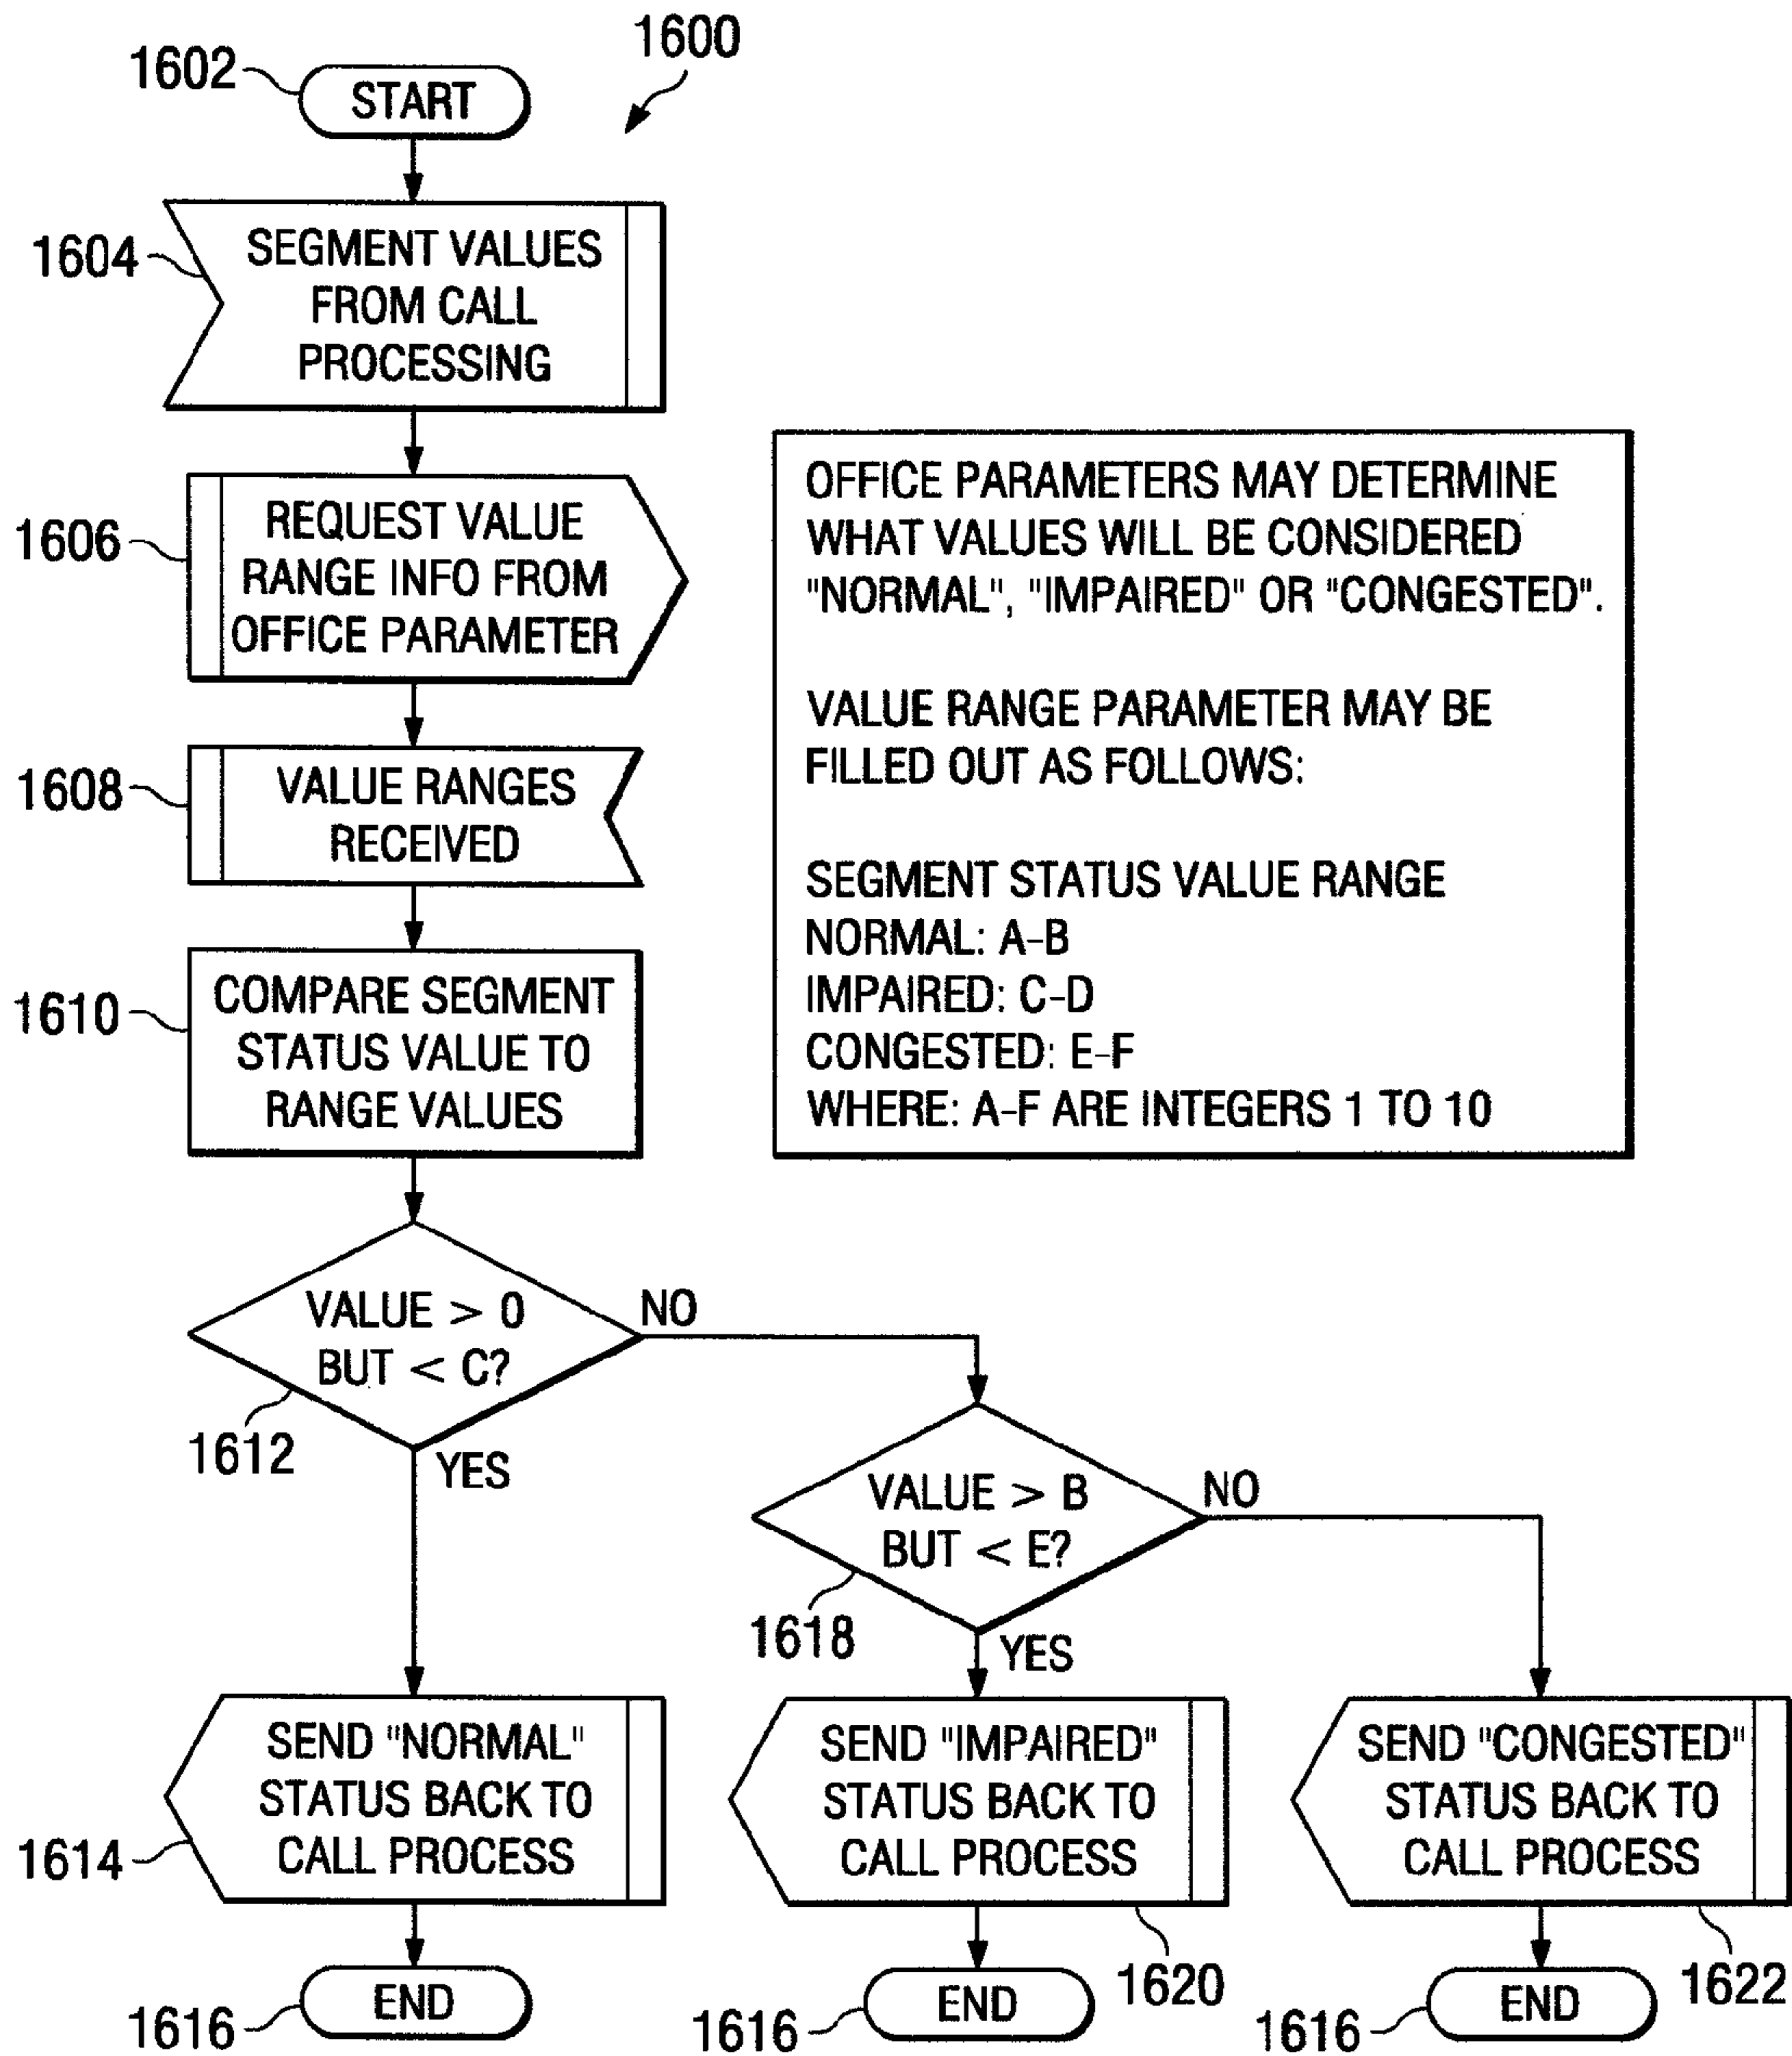 1600
1602
START
1604
SEGMENT VALUES
FROM CALL
PROCESSING
1606
REQUEST VALUE
RANGE INFO FROM
OFFICE PARAMETER
1608
VALUE RANGES
RECEIVED
1610
COMPARE SEGMENT
STATUS VALUE TO
RANGE VALUES
OFFICE PARAMETERS MAY DETERMINE
WHAT VALUES WILL BE CONSIDERED
"NORMAL", "IMPAIRED" OR "CONGESTED".
VALUE RANGE PARAMETER MAY BE
FILLED OUT AS FOLLOWS:
SEGMENT STATUS VALUE RANGE
NORMAL: A-B
IMPAIRED: C-D
CONGESTED: E-F
WHERE: A-F ARE INTEGERS 1 TO 10
VALUE > 0
BUT < C?
NO
1612
YES
VALUE > B
BUT < E?
NO
1618
YES
SEND "NORMAL"
STATUS BACK TO
CALL PROCESS
1614
SEND "IMPAIRED"
STATUS BACK TO
CALL PROCESS
1620
SEND "CONGESTED"
STATUS BACK TO
CALL PROCESS
1622
END
1616
END
1616
END
1616